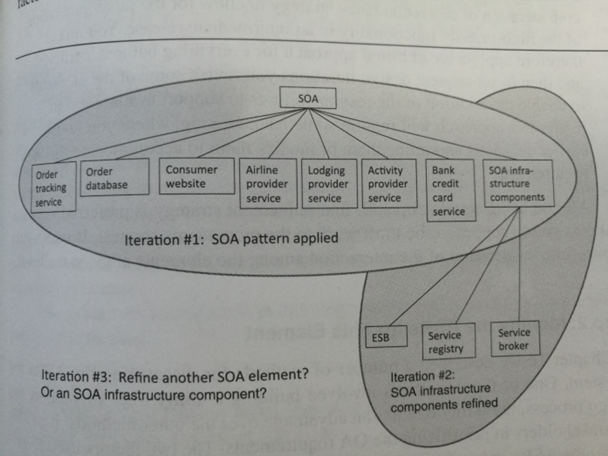 SOA
Order
tracking
service
Order
database
Consumer
website
Airline
provider
service
Lodging
provider
service
Activity
provider
service
Bank
credit
card
service
SOA infra-
structure
components
Iteration #1: SOA pattern applied
ESB
Service
registry
Service
broker
Iteration #3: Refine another SOA element?
Or an SOA infrastructure component?
Iteration #2:
SOA infrastructure
components refined